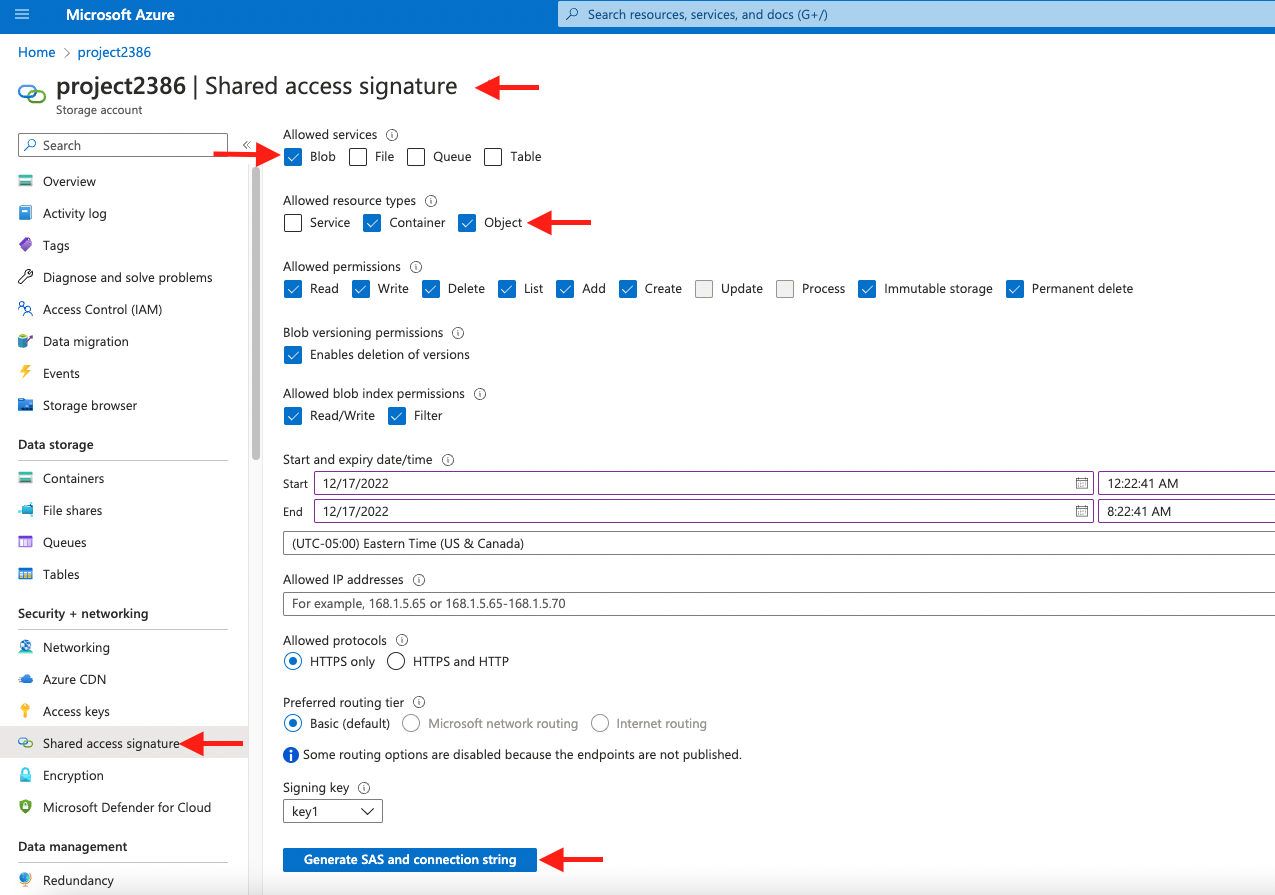 Microsoft Azure
Search resources, services, and docs (G+/)
Home > project2386
project2386 | Shared access signature
Storage account
Search
«
Overview
Activity log
Tags
Diagnose and solve problems
Access Control (IAM)
Data migration
Events
Storage browser
Data storage
Containers
File shares
Queues
Tables
Security + networking
Networking
Azure CDN
Access keys
Shared access signature
Encryption
Microsoft Defender for Cloud
Data management
Redundancy
Allowed services
Blob File Queue Table
Allowed resource types
Service Container Object
Allowed permissions
Read Write Delete List Add Create Update Process Immutable storage Permanent delete
Blob versioning permissions
Enables deletion of versions
Allowed blob index permissions
Read/Write Filter
Start and expiry date/time
Start 12/17/2022 12:22:41 AM
End 12/17/2022 8:22:41 AM
(UTC-05:00) Eastern Time (US & Canada)
Allowed IP addresses
For example, 168.1.5.65 or 168.1.5.65-168.1.5.70
Allowed protocols
HTTPS only HTTPS and HTTP
Preferred routing tier
Basic (default) Microsoft network routing Internet routing
Some routing options are disabled because the endpoints are not published.
Signing key
key1
Generate SAS and connection string